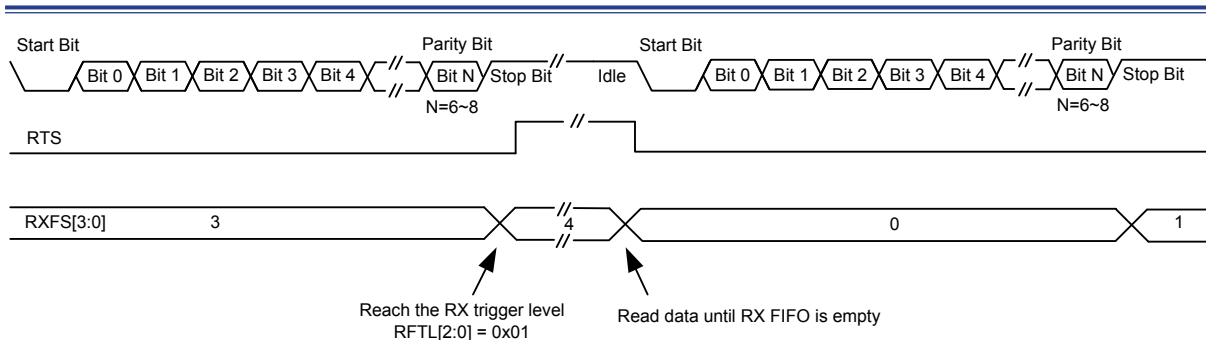 Start Bit Parity Bit Start Bit Parity Bit
Bit 0 Bit 1 Bit 2 Bit 3 Bit 4 Bit N Stop Bit Idle Bit 0 Bit 1 Bit 2 Bit 3 Bit 4 Bit N Stop Bit
N=6~8 N=6~8
RTS
RXFS[3:0] 3 4 0 1
Reach the RX trigger level
RFTL[2:0] = 0x01
Read data until RX FIFO is empty